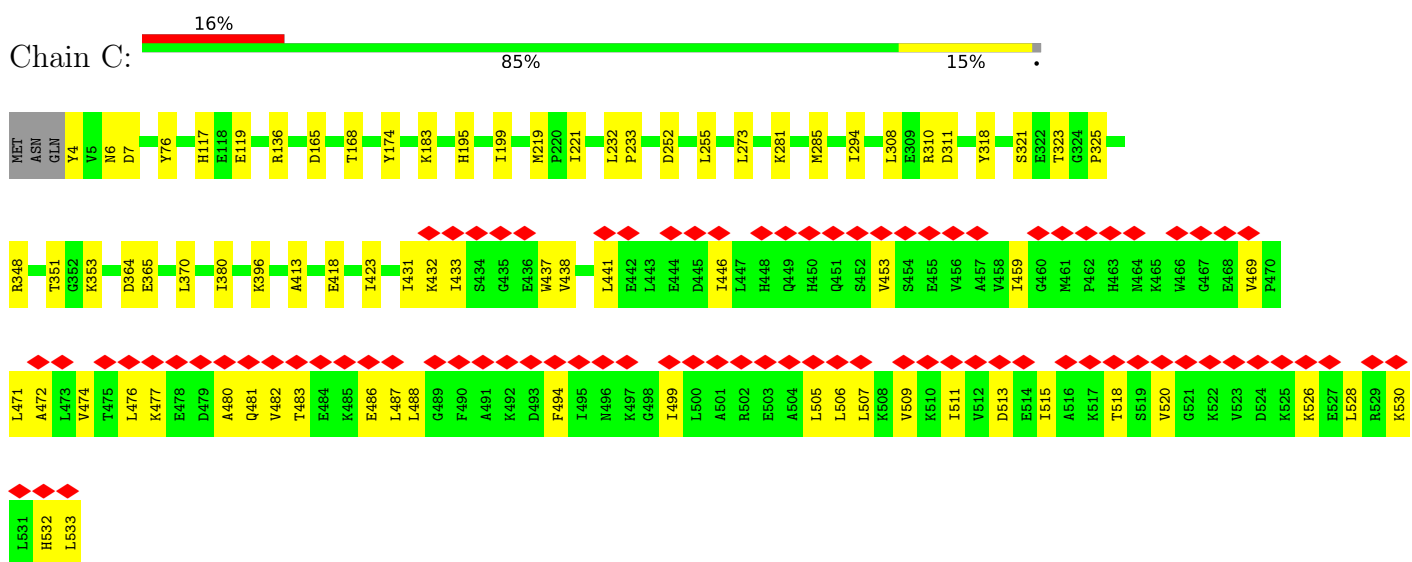 16%
Chain C:
85% 15% •
MET ASN GLN Y4 V5 N6 D7 Y76 H117 E118 E119 R136 D165 T168 Y174 K183 H195 I199 M219 P220 I221 L232 P233 D252 L255 L273 K281 M285 I294 L308 E309 R310 D311 Y318 S321 E322 T323 G324 P325
R348 T351 G352 K353 D364 E365 L370 I380 K396 A413 E418 I423 I431 K432 I433 S434 G435 E436 W437 V438 L441 E442 L443 E444 D445 I446 L447 H448 Q449 H450 Q451 S452 V453 S454 E455 V456 A457 V458 I459 G460 M461 P462 H463 N464 K465 W466 G467 E468 V469 P470
L471 A472 L473 V474 T475 L476 K477 E478 D479 A480 Q481 V482 T483 E484 K485 E486 L487 L488 G489 F490 A491 K492 D493 F494 I495 N496 K497 G498 I499 L500 A501 R502 E503 A504 L505 L506 L507 K508 V509 K510 I511 V512 D513 E514 I515 A516 K517 T518 S519 V520 G521 K522 V523 D524 K525 K526 E527 L528 R529 K530
L531 H532 L533